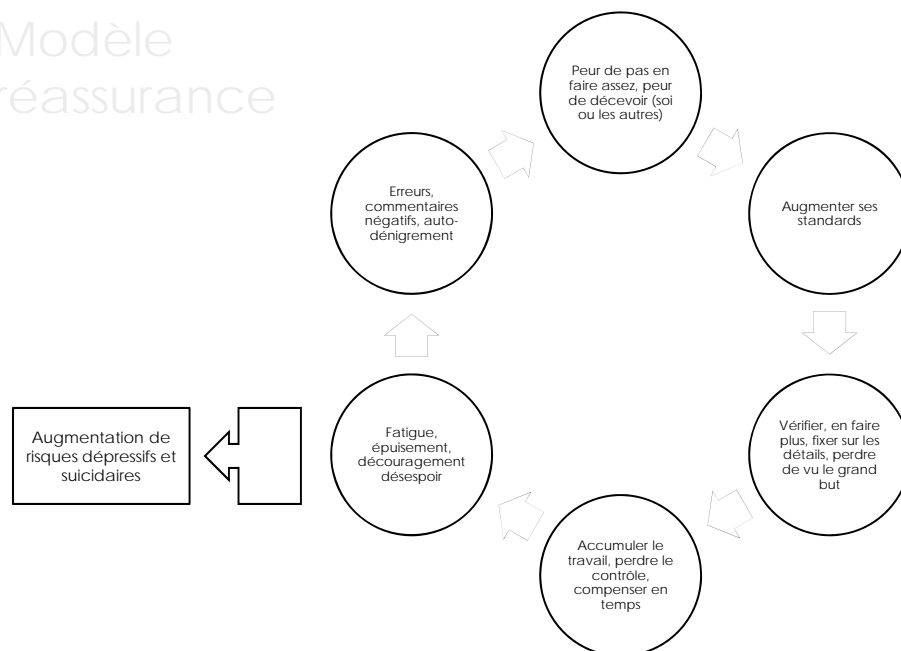 Modèle
réassurance
Peur de pas en
faire assez, peur
de décevoir (soi
ou les autres)
Augmenter ses
standards
Vérifier, en faire
plus, fixer sur les
détails, perdre
de vu le grand
but
Accumuler le
travail, perdre le
contrôle,
compenser en
temps
Fatigue,
épuisement,
découragement
désespoir
Erreurs,
commentaires
négatifs, auto-
dénigrement
Augmentation de
risques dépressifs et
suicidaires